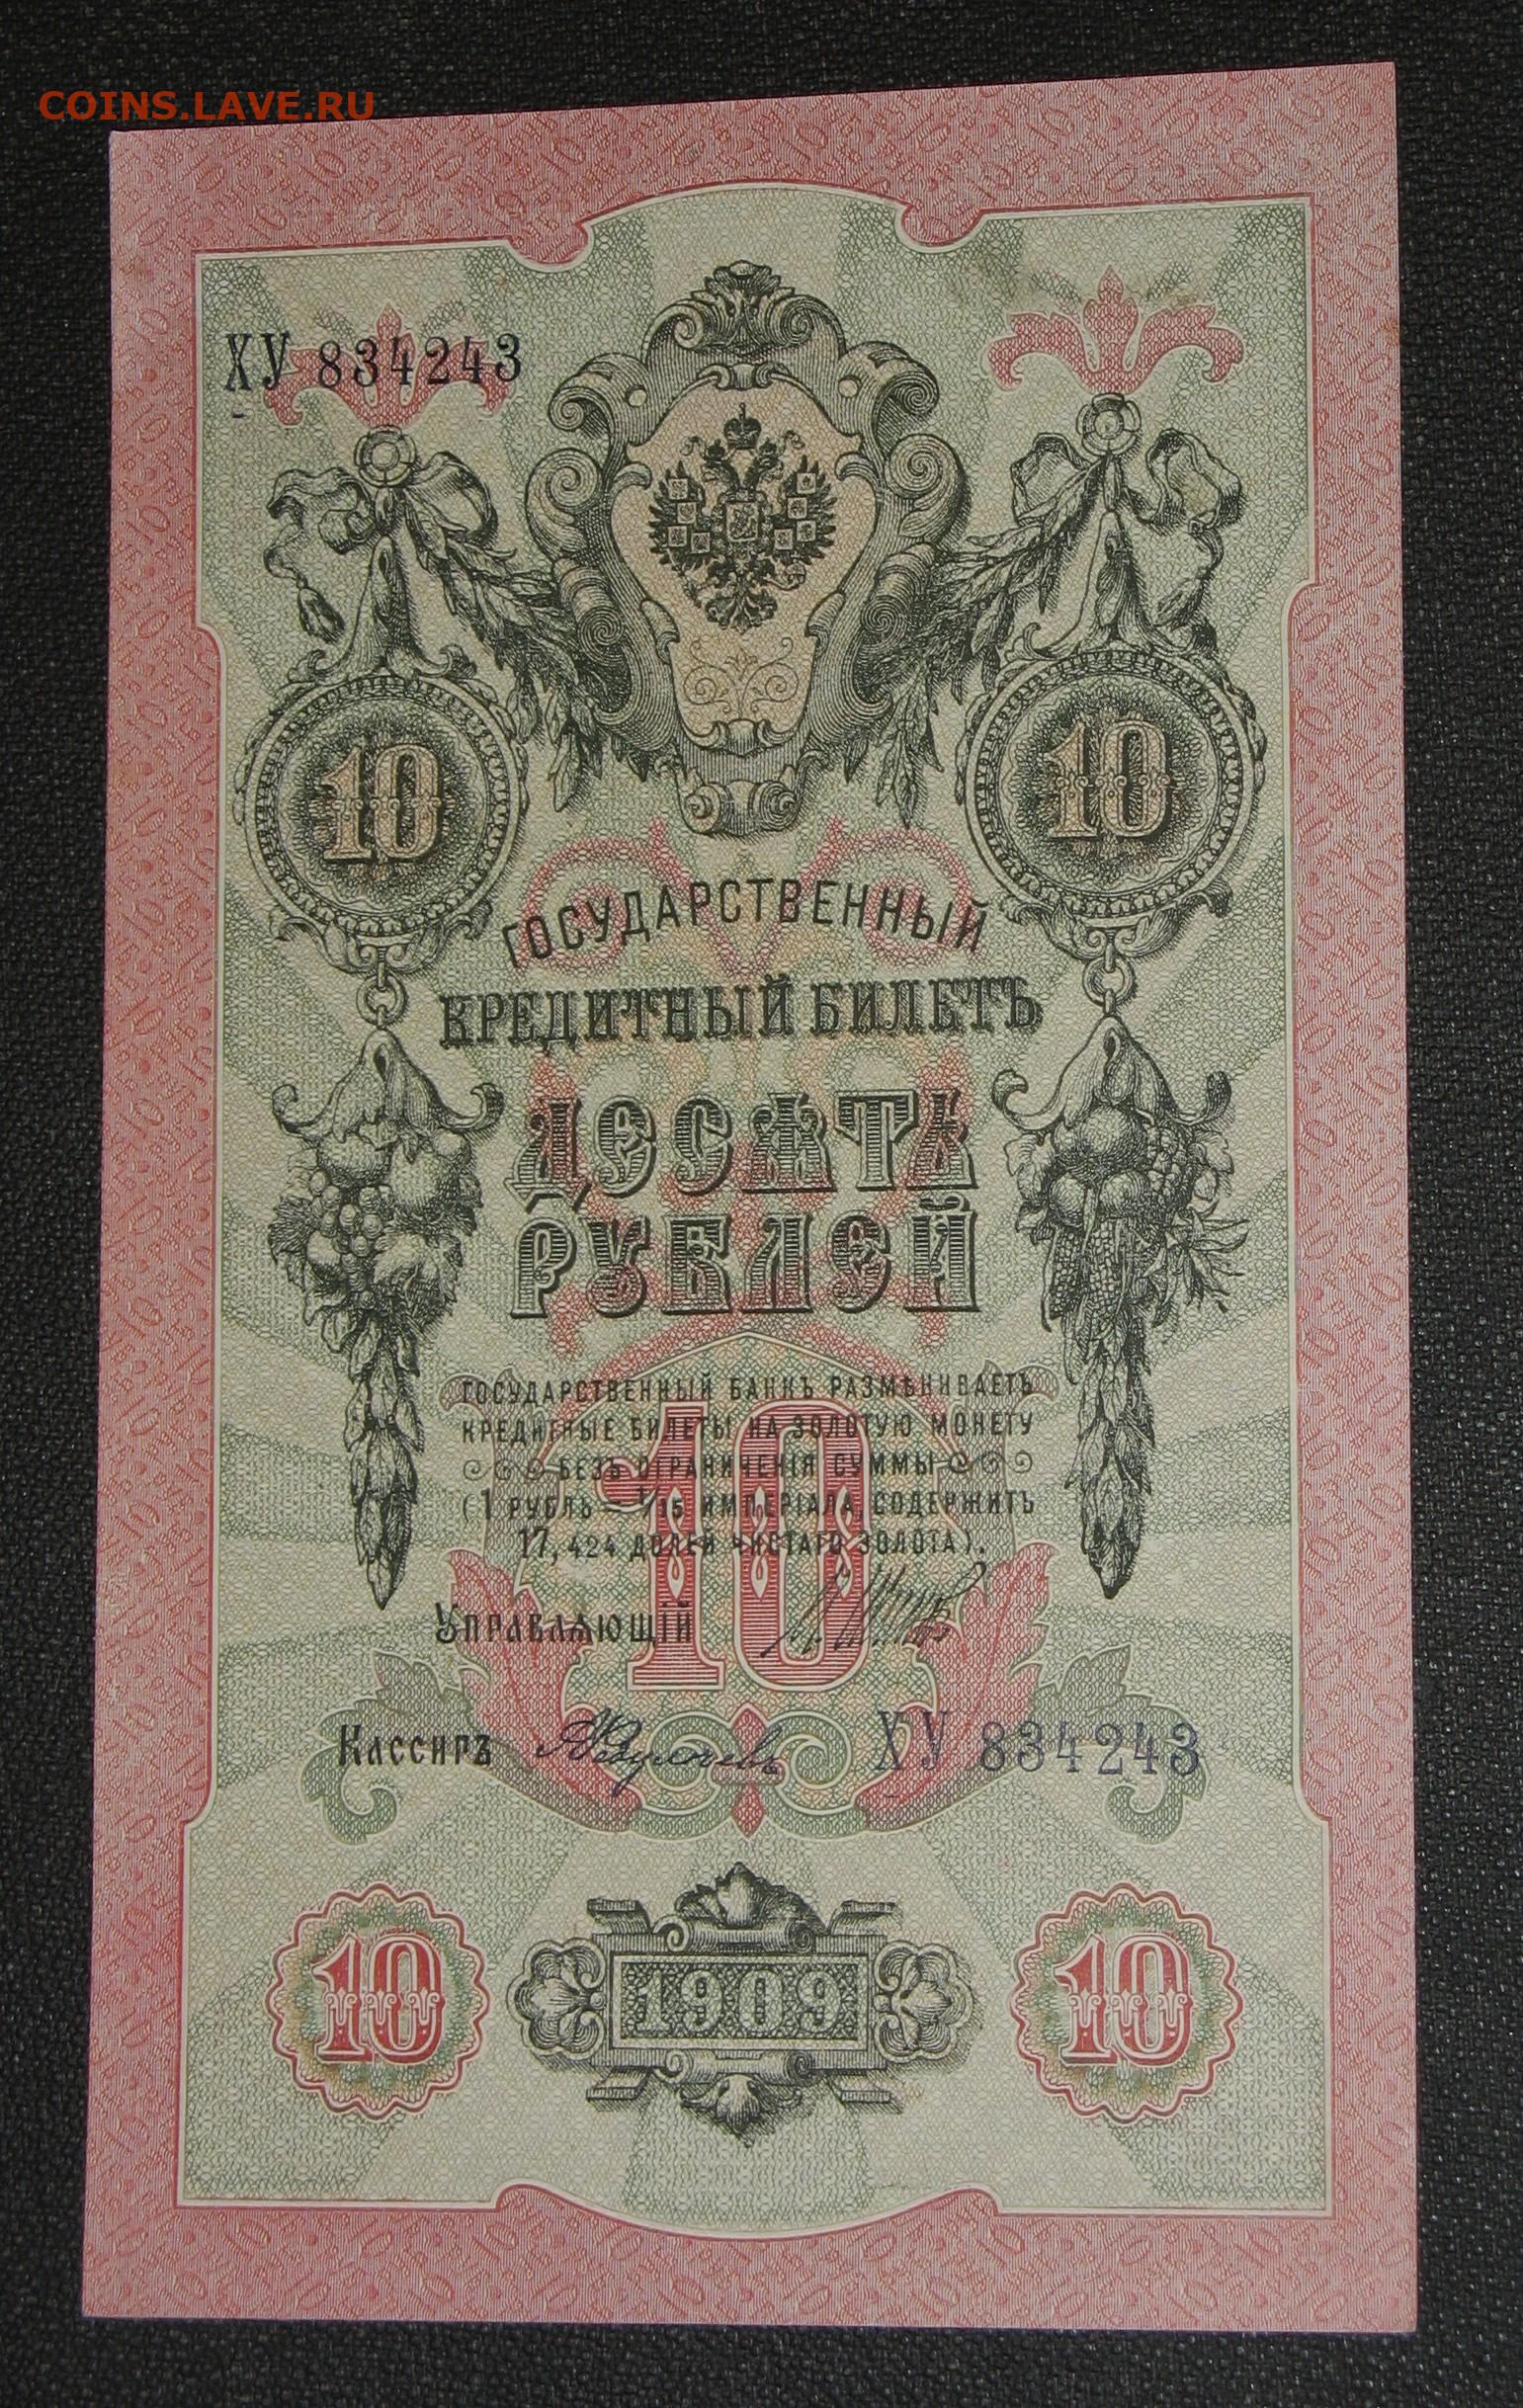 COINS.LAVE.RU
ХУ 834243
10 10
ГОСУДАРСТВЕННЫЙ
КРЕДИТНЫЙ БИЛЕТЪ
ДЕСѦТЬ
РУБЛЕЙ
ГОСУДАРСТВЕННЫЙ БАНКЪ РАЗМѢНИВАЕТЪ
КРЕДИТНЫЕ БИЛЕТЫ НА ЗОЛОТУЮ МОНЕТУ
БЕЗЪ ОГРАНИЧЕНІЯ СУММЫ
(1 РУБЛЬ = 1/15 ИМПЕРІАЛА, СОДЕРЖИТЪ
17,424 ДОЛЕЙ ЧИСТАГО ЗОЛОТА).
10
УПРАВЛѦЮЩІЙ
КАССИРЪ ХУ 834243
10 1909 10